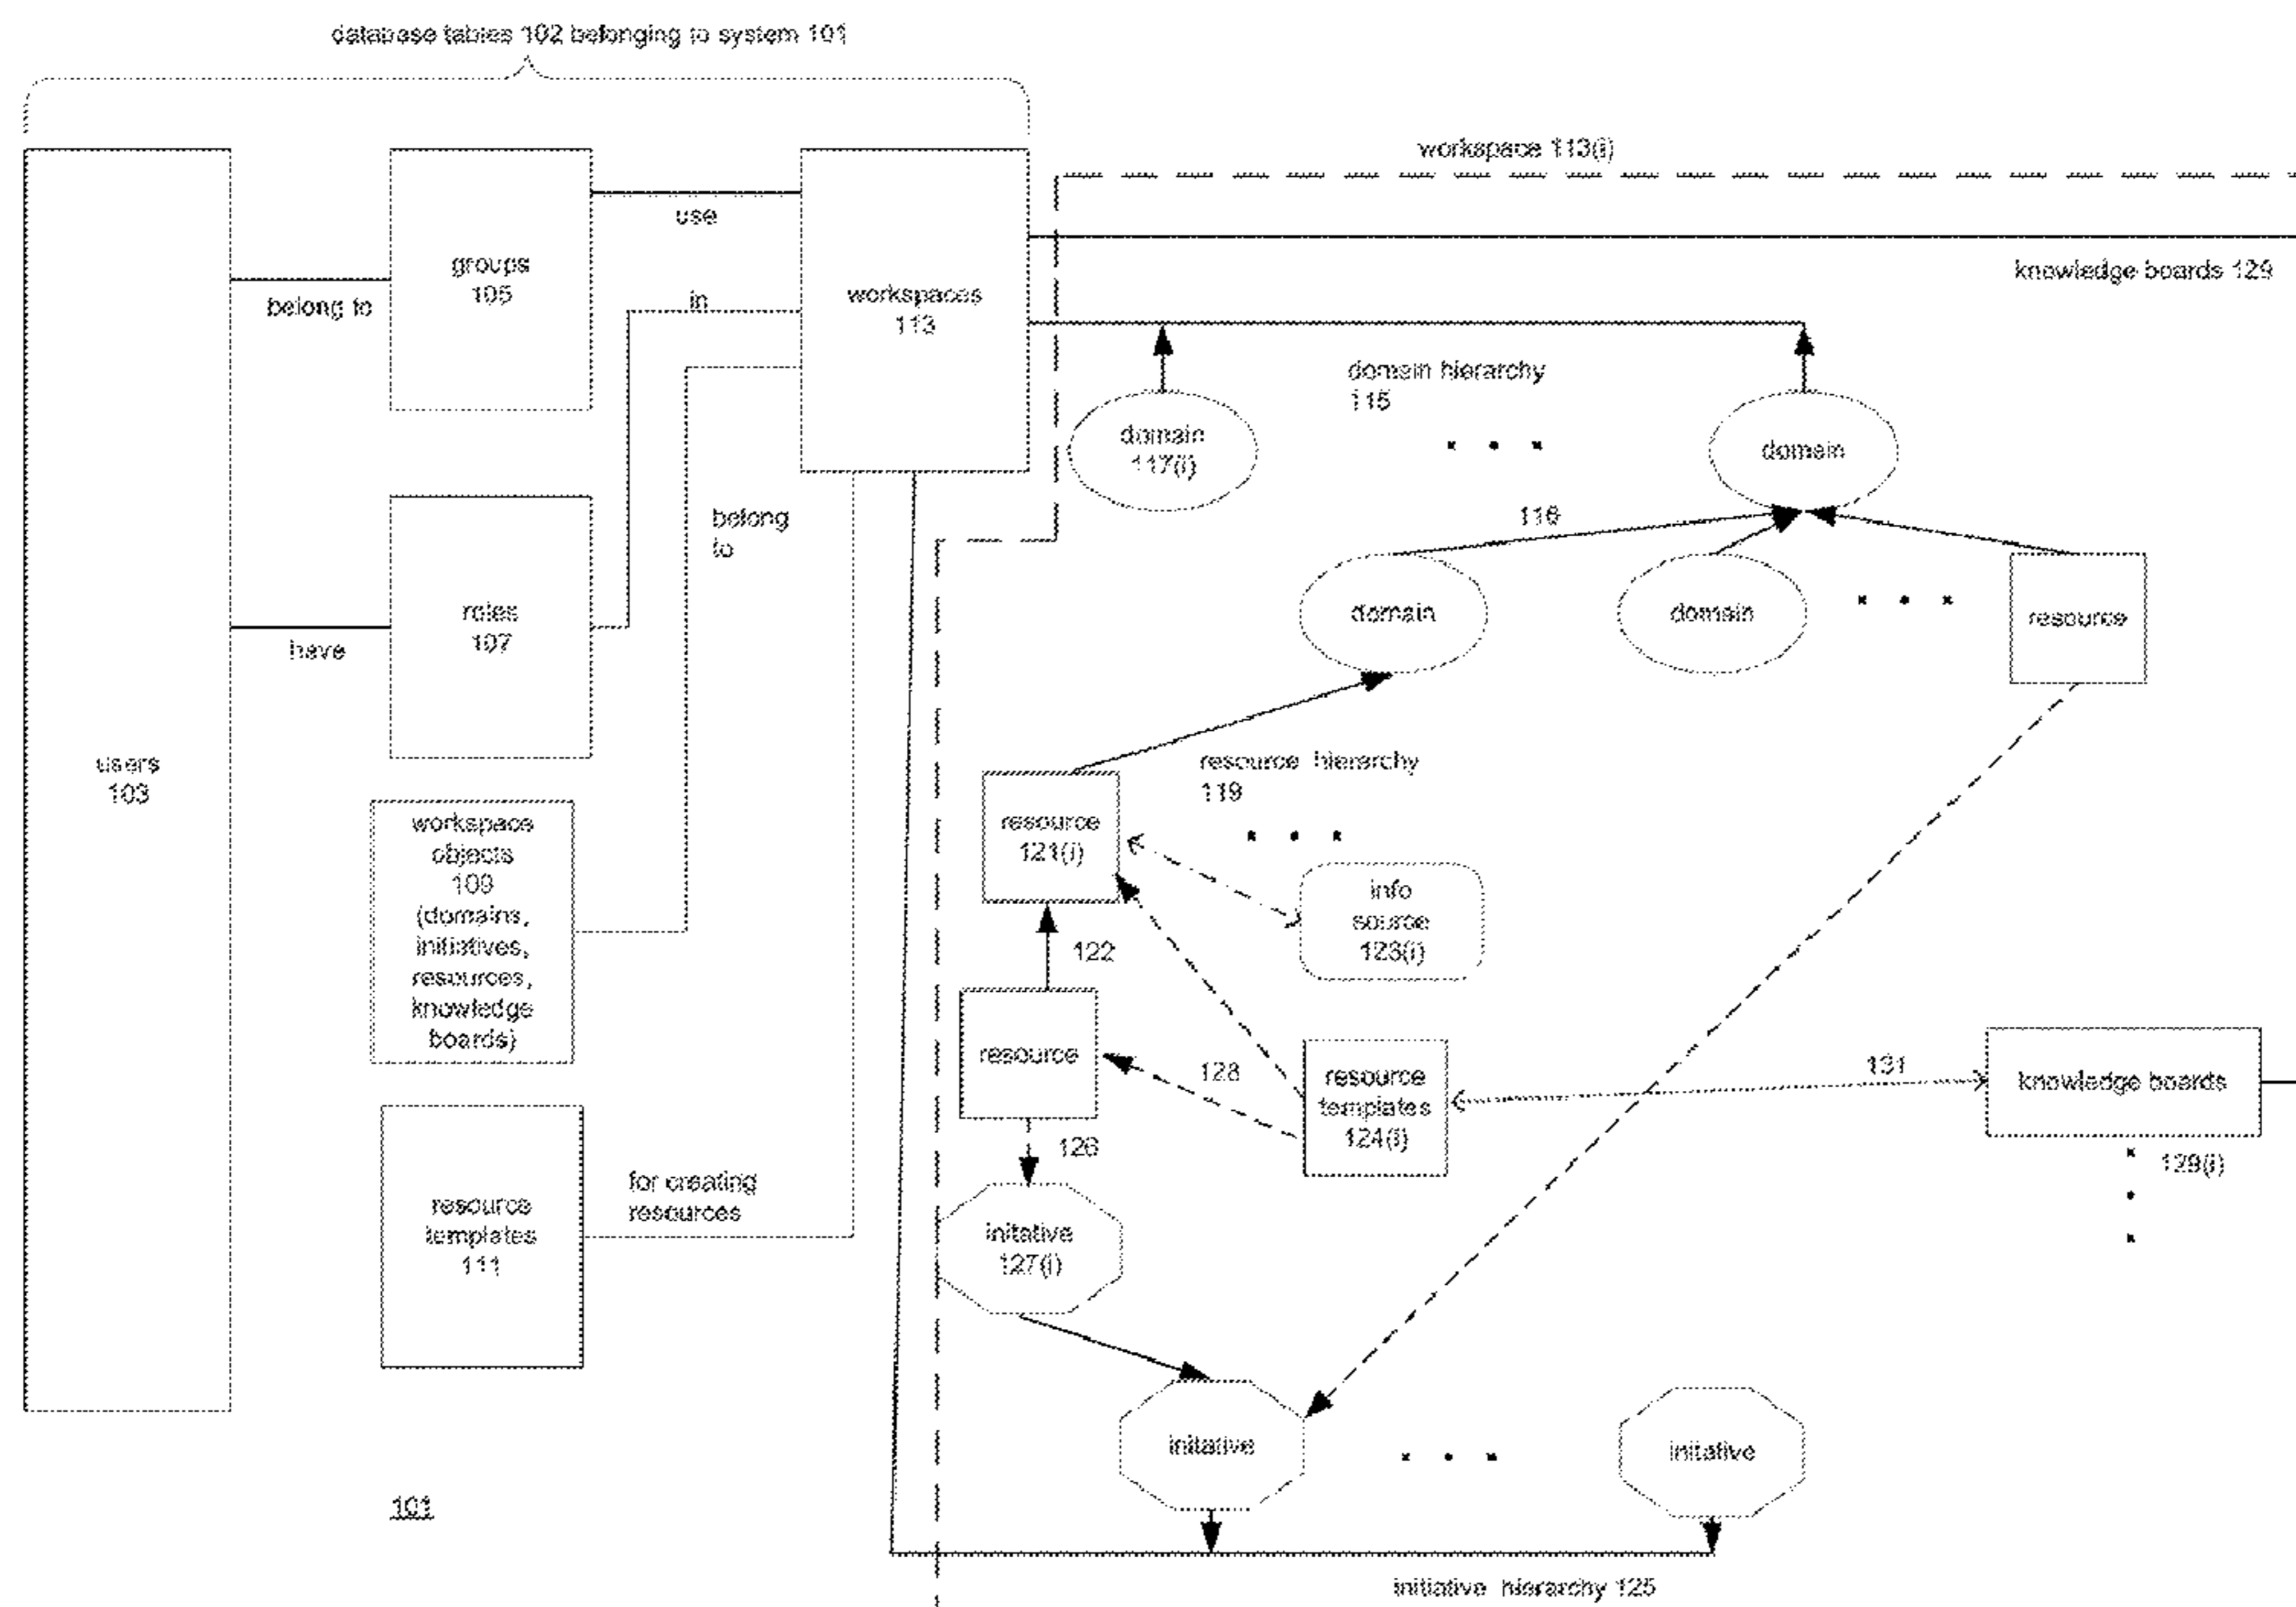 database tables 102 belonging to system 101
workspace 113(i)
use
groups
105
knowledge boards 129
belong to
in
workspaces
113
domain hierarchy
115
domain
117(i)
domain
belong
to
116
domain
domain
resource
roles
107
have
users
103
resource hierarchy
119
workspace
objects
109
(domains,
initiatives,
resources,
knowledge
boards)
resource
121(i)
info
source
123(i)
122
resource
128
resource
templates
124(i)
131
knowledge boards
129(i)
126
resource
templates
111
for creating
resources
initative
127(i)
initative
initative
101
initiative hierarchy 125